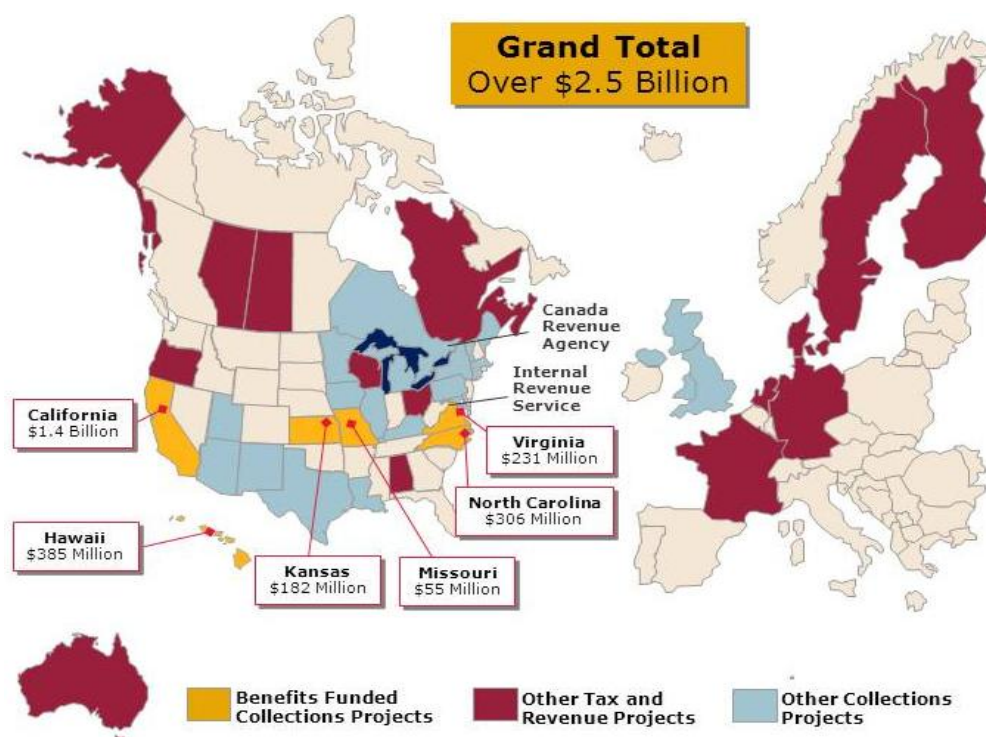 Grand Total
Over $2.5 Billion
Canada
Revenue
Agency
Internal
Revenue
Service
California
$1.4 Billion
Virginia
$231 Million
North Carolina
$306 Million
Hawaii
$385 Million
Kansas
$182 Million
Missouri
$55 Million
Benefits Funded
Collections Projects
Other Tax and
Revenue Projects
Other Collections
Projects